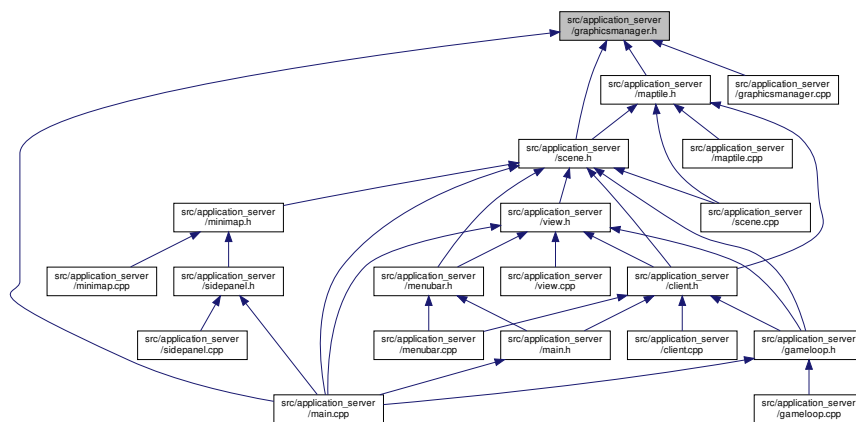 src/application_server
/graphicsmanager.h
src/application_server
/maptile.h
src/application_server
/graphicsmanager.cpp
src/application_server
/scene.h
src/application_server
/maptile.cpp
src/application_server
/minimap.h
src/application_server
/view.h
src/application_server
/scene.cpp
src/application_server
/minimap.cpp
src/application_server
/sidepanel.h
src/application_server
/menubar.h
src/application_server
/view.cpp
src/application_server
/client.h
src/application_server
/sidepanel.cpp
src/application_server
/menubar.cpp
src/application_server
/main.h
src/application_server
/client.cpp
src/application_server
/gameloop.h
src/application_server
/main.cpp
src/application_server
/gameloop.cpp